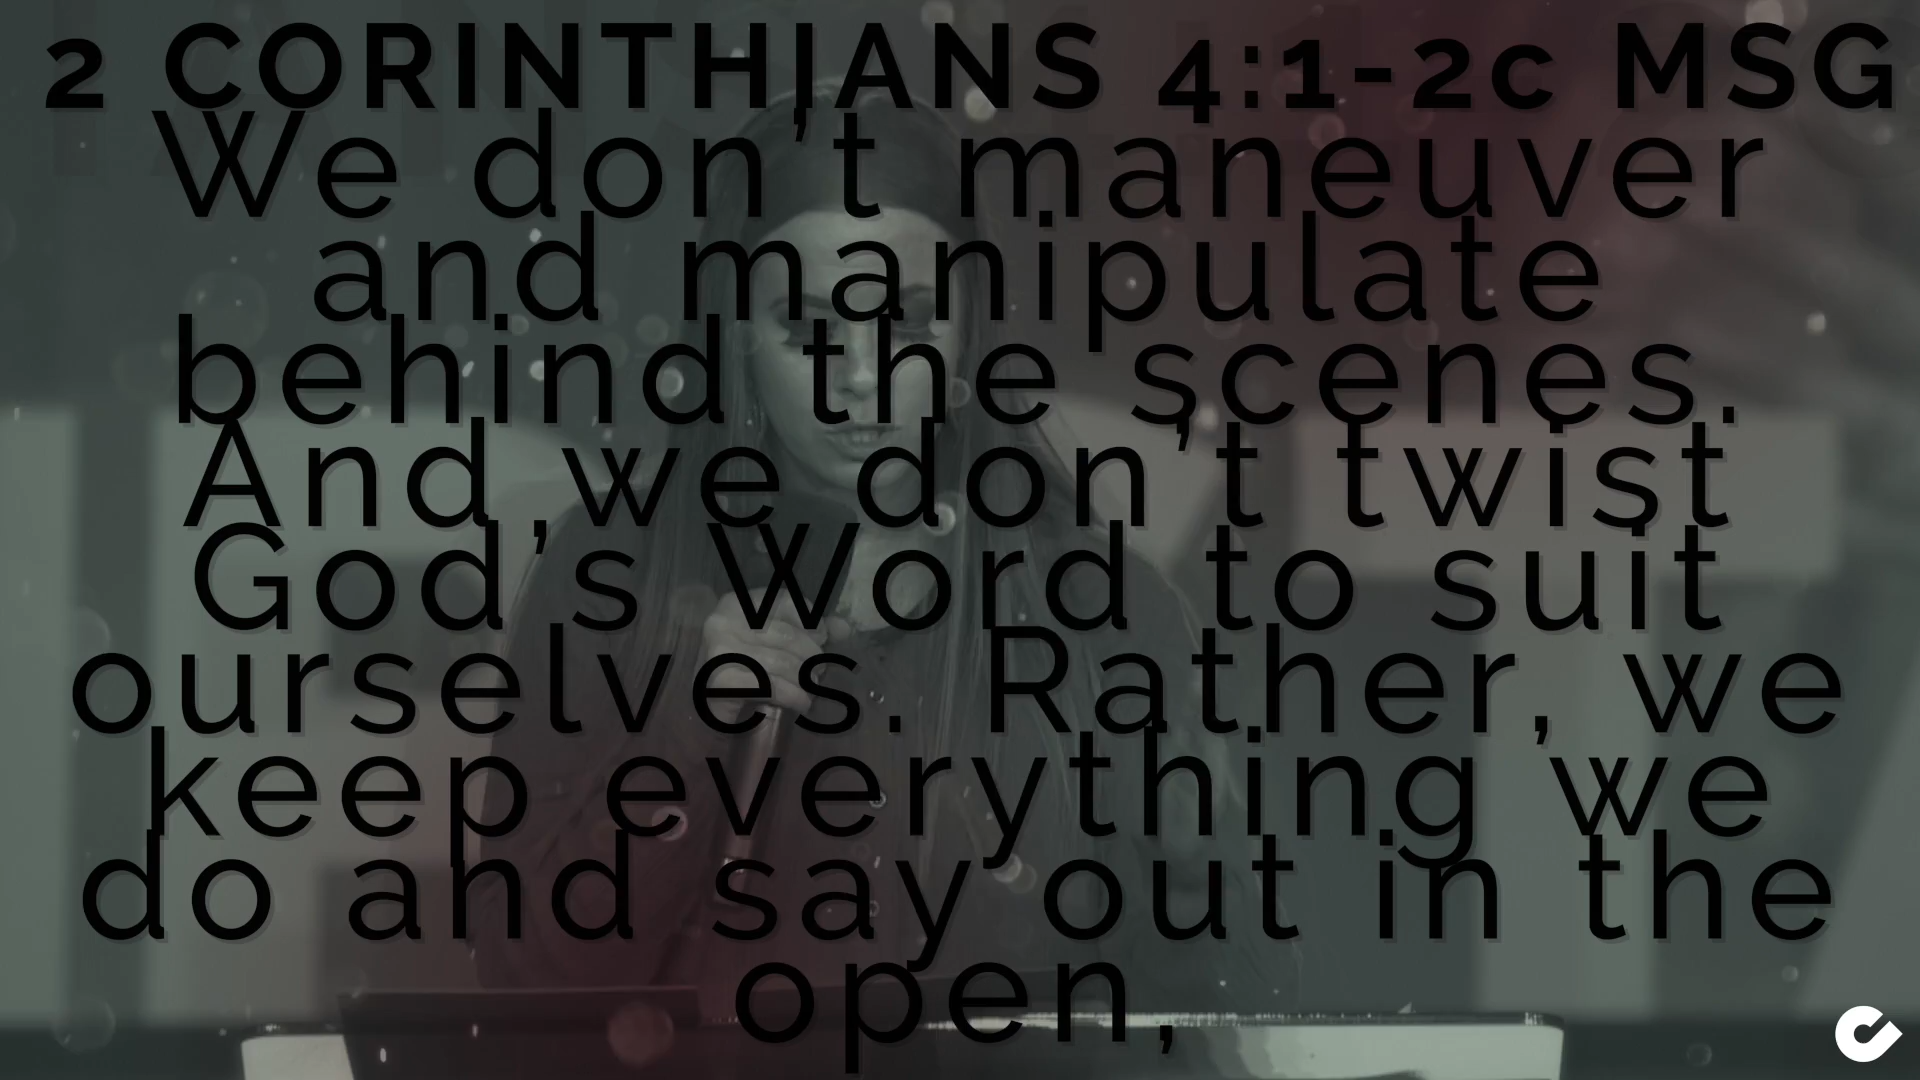 2 CORINTHIANS 4:1-2c MSG
We don't maneuver
and manipulate
behind the scenes.
And we don't twist
God's Word to suit
ourselves. Rather, we
keep everything we
do and say out in the
open,